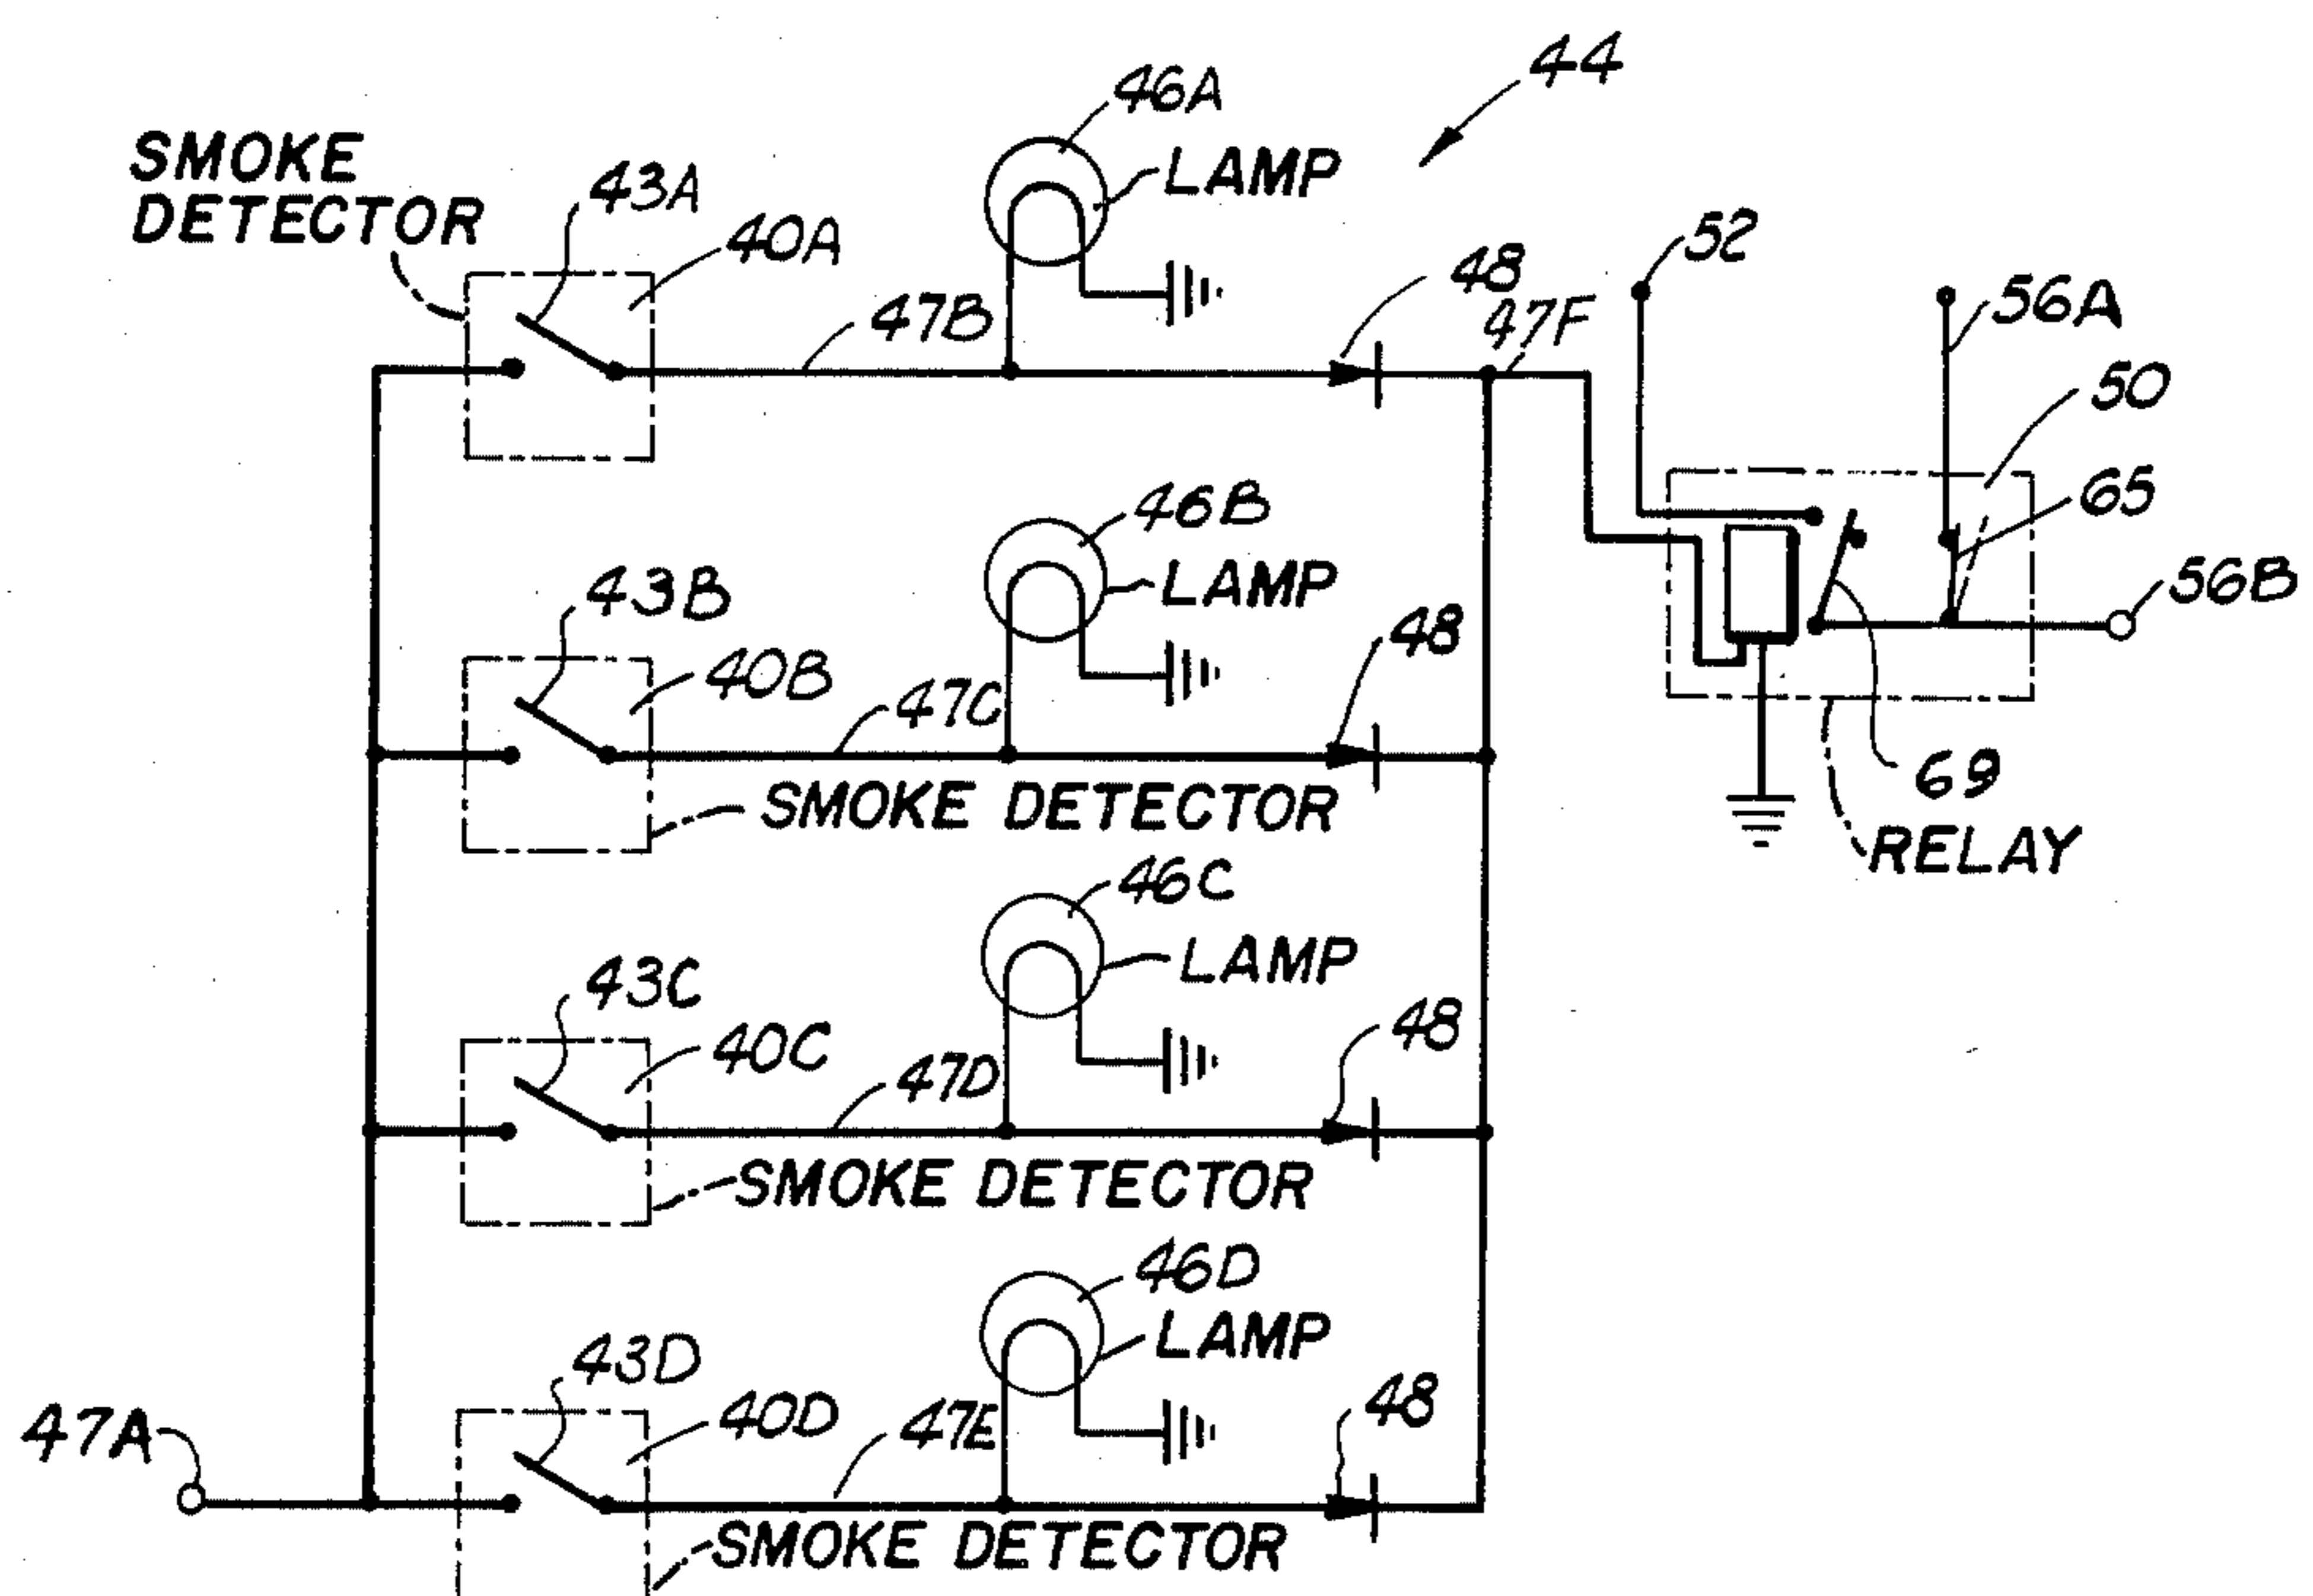 44
46A
LAMP
SMOKE
DETECTOR
43A
40A
52
48
47F
47B
56A
50
46B
65
LAMP
43B
48
56B
40B
47C
69
SMOKE DETECTOR
RELAY
46C
LAMP
43C
48
40C
47D
SMOKE DETECTOR
46D
LAMP
43D
48
47A
40D
47E
SMOKE DETECTOR